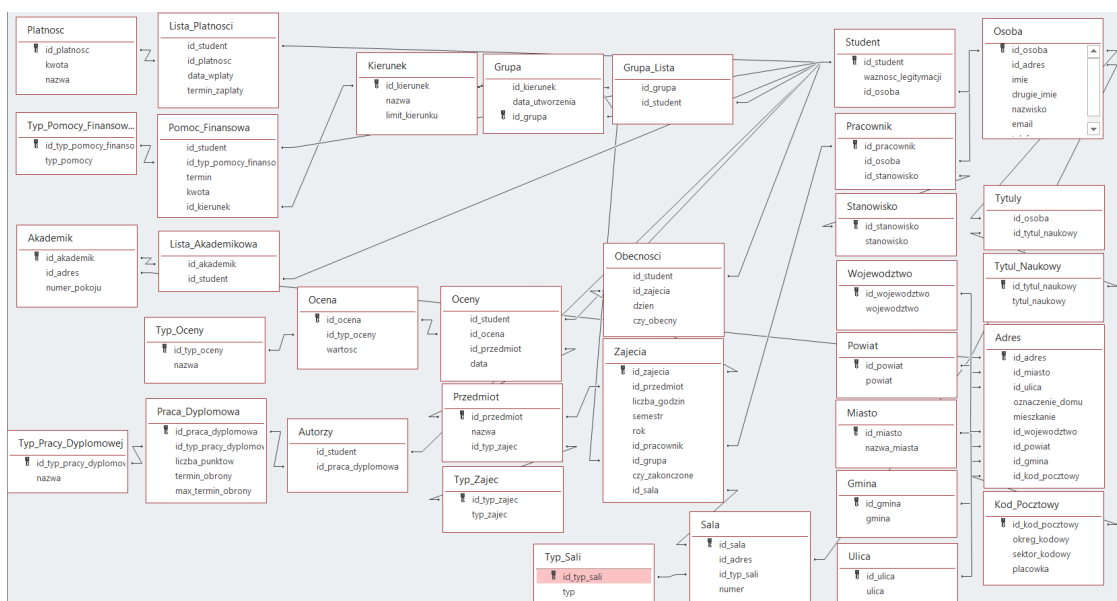 Platnosc
id_platnosc
kwota
nazwa
Lista_Platnosci
id_student
id_platnosc
data_wplaty
termin_zaplaty
Kierunek
id_kierunek
nazwa
limit_kierunku
Grupa
id_kierunek
data_utworzenia
id_grupa
Grupa_Lista
id_grupa
id_student
Student
id_student
waznosc_legitymacji
id_osoba
Osoba
id_osoba
id_adres
imie
drugie_imie
nazwisko
email
Typ_Pomocy_Finansow...
id_typ_pomocy_finanso
typ_pomocy
Pomoc_Finansowa
id_student
id_typ_pomocy_finanso
termin
kwota
id_kierunek
Pracownik
id_pracownik
id_osoba
id_stanowisko
Stanowisko
id_stanowisko
stanowisko
Tytuly
id_osoba
id_tytul_naukowy
Akademik
id_akademik
id_adres
numer_pokoju
Lista_Akademikowa
id_akademik
id_student
Obecnosci
id_student
id_zajecia
dzien
czy_obecny
Wojewodztwo
id_wojewodztwo
wojewodztwo
Tytul_Naukowy
id_tytul_naukowy
tytul_naukowy
Typ_Oceny
id_typ_oceny
nazwa
Ocena
id_ocena
id_typ_oceny
wartosc
Oceny
id_student
id_ocena
id_przedmiot
data
Zajecia
id_zajecia
id_przedmiot
liczba_godzin
semestr
rok
id_pracownik
id_grupa
czy_zakonczone
id_sala
Powiat
id_powiat
powiat
Adres
id_adres
id_miasto
id_ulica
oznaczenie_domu
mieszkanie
id_wojewodztwo
id_powiat
id_gmina
id_kod_pocztowy
Typ_Pracy_Dyplomowej
id_typ_pracy_dyplomov
nazwa
Praca_Dyplomowa
id_praca_dyplomowa
id_typ_pracy_dyplomov
liczba_punktow
termin_obrony
max_termin_obrony
Autorzy
id_student
id_praca_dyplomowa
Przedmiot
id_przedmiot
nazwa
id_typ_zajec
Miasto
id_miasto
nazwa_miasta
Typ_Zajec
id_typ_zajec
typ_zajec
Gmina
id_gmina
gmina
Kod_Pocztowy
id_kod_pocztowy
okreg_kodowy
sektor_kodowy
placowka
Typ_Sali
id_typ_sali
typ
Sala
id_sala
id_adres
id_typ_sali
numer
Ulica
id_ulica
ulica